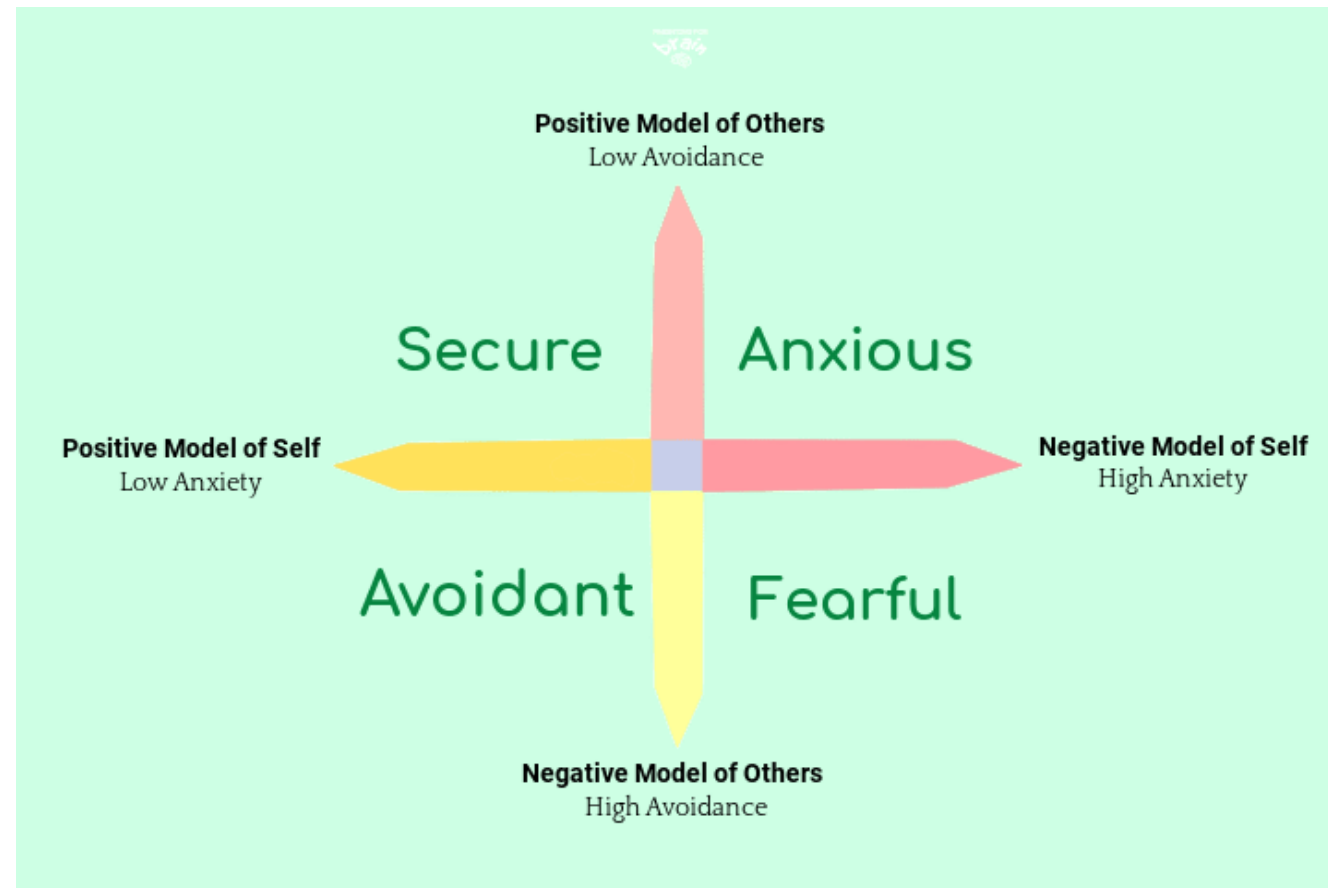 Positive Model of Others
Low Avoidance
Secure
Anxious
Positive Model of Self
Low Anxiety
Negative Model of Self
High Anxiety
Avoidant
Fearful
Negative Model of Others
High Avoidance